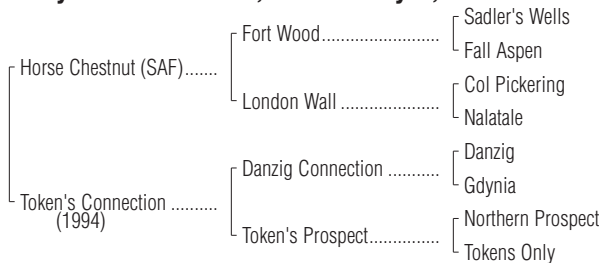 Sadler's Wells
Fort Wood
Fall Aspen
Horse Chestnut (SAF)
Col Pickering
London Wall
Nalatale
Danzig
Danzig Connection
Gdynia
Token's Connection
(1994)
Northern Prospect
Token's Prospect
Tokens Only